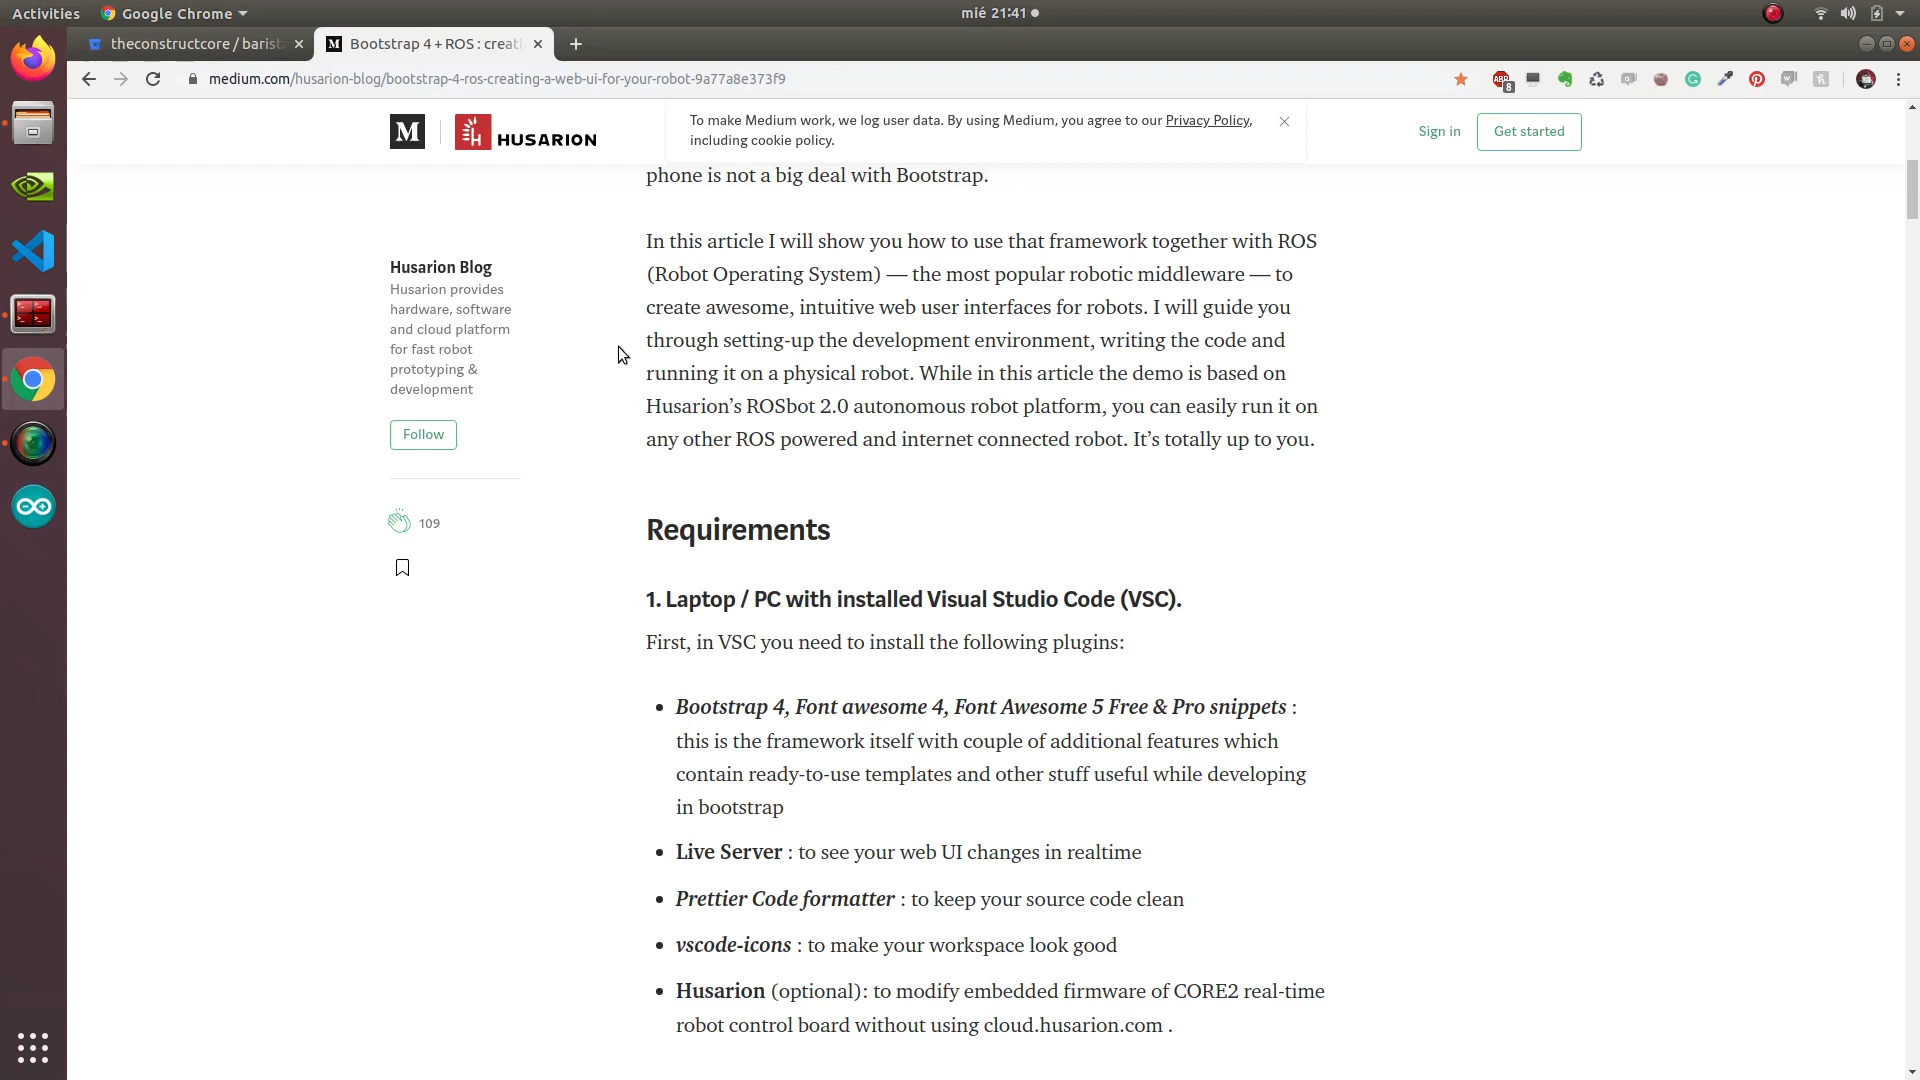 Activities
Google Chrome
mié 21:41
theconstructcore / barist
Bootstrap 4 + ROS : creati
medium.com/husarion-blog/bootstrap-4-ros-creating-a-web-ui-for-your-robot-9a77a8e373f9
ABP
8
M
HUSARION
To make Medium work, we log user data. By using Medium, you agree to our Privacy Policy,
including cookie policy.
Sign in
Get started
phone is not a big deal with Bootstrap.
In this article I will show you how to use that framework together with ROS
(Robot Operating System) — the most popular robotic middleware — to
create awesome, intuitive web user interfaces for robots. I will guide you
through setting-up the development environment, writing the code and
running it on a physical robot. While in this article the demo is based on
Husarion’s ROSbot 2.0 autonomous robot platform, you can easily run it on
any other ROS powered and internet connected robot. It’s totally up to you.
Husarion Blog
Husarion provides
hardware, software
and cloud platform
for fast robot
prototyping &
development
Follow
109
Requirements
1. Laptop / PC with installed Visual Studio Code (VSC).
First, in VSC you need to install the following plugins:
• Bootstrap 4, Font awesome 4, Font Awesome 5 Free & Pro snippets :
this is the framework itself with couple of additional features which
contain ready-to-use templates and other stuff useful while developing
in bootstrap
• Live Server : to see your web UI changes in realtime
• Prettier Code formatter : to keep your source code clean
• vscode-icons : to make your workspace look good
• Husarion (optional): to modify embedded firmware of CORE2 real-time
robot control board without using cloud.husarion.com .